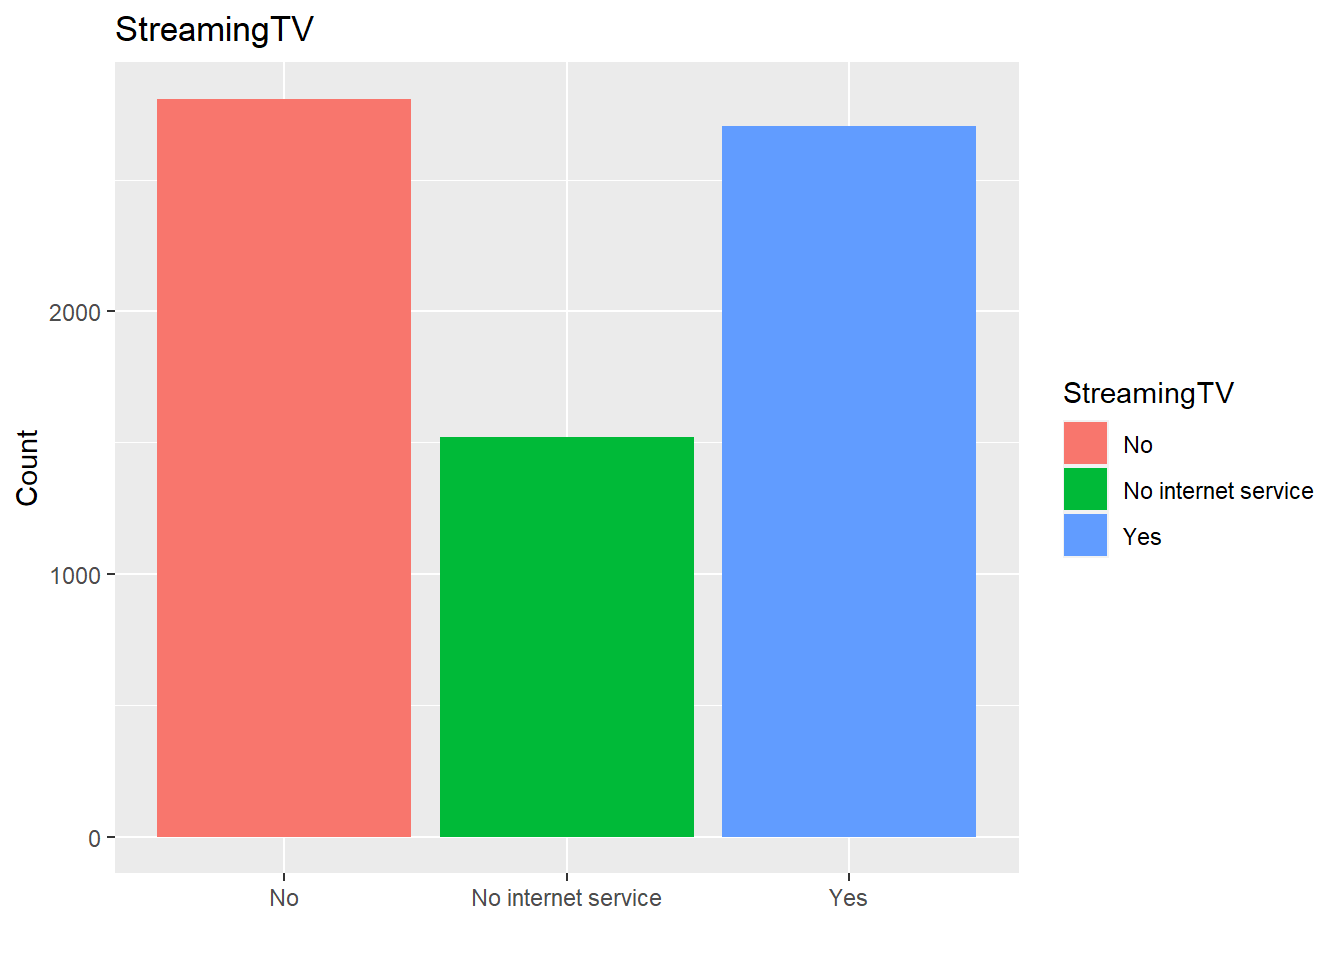 StreamingTV
Count
2000
1000
0
No
No internet service
Yes
StreamingTV
No
No internet service
Yes